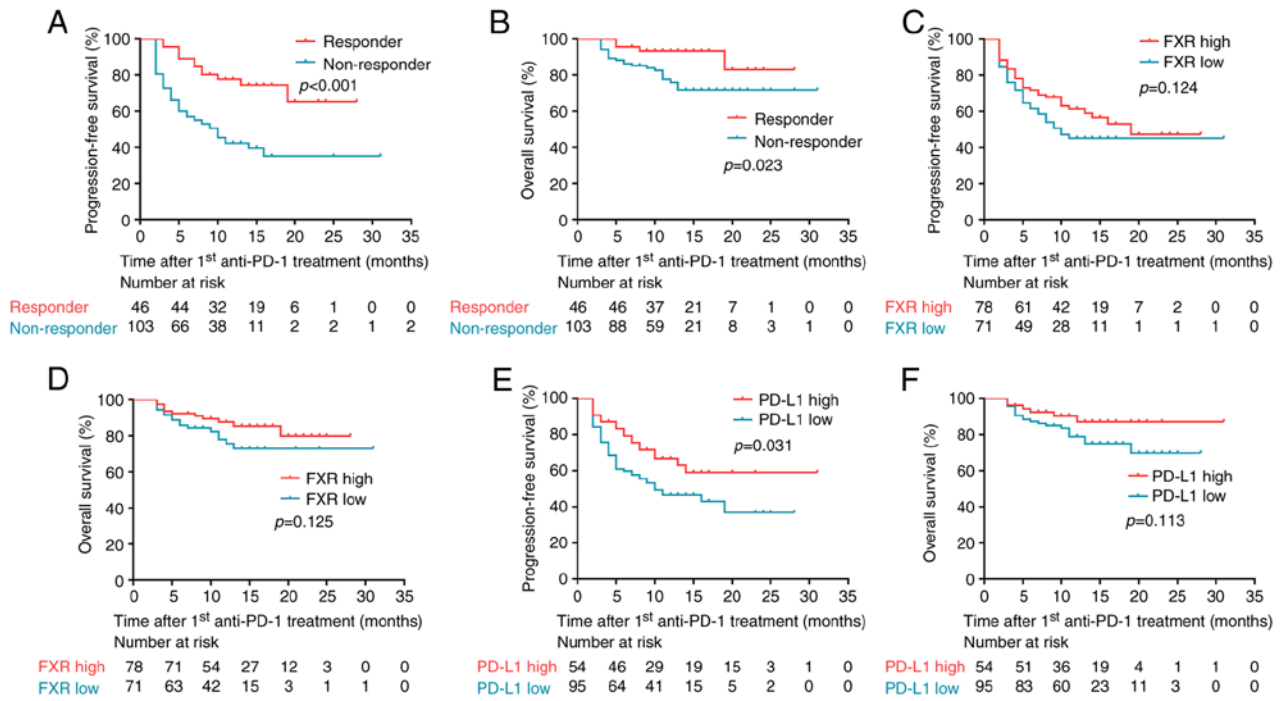 A
Progression-free survival (%)
100
80
60
40
20
0
Responder
Non-responder
p<0.001
0 5 10 15 20 25 30 35
Time after 1st anti-PD-1 treatment (months)
Number at risk
Responder 46 44 32 19 6 1 0 0
Non-responder 103 66 38 11 2 2 1 2
B
Overall survival (%)
100
80
60
40
20
0
Responder
Non-responder
p=0.023
0 5 10 15 20 25 30 35
Time after 1st anti-PD-1 treatment (months)
Number at risk
Responder 46 46 37 21 7 1 0 0
Non-responder 103 88 59 21 8 3 1 0
C
Progression-free survival (%)
100
80
60
40
20
0
FXR high
FXR low
p=0.124
0 5 10 15 20 25 30 35
Time after 1st anti-PD-1 treatment (months)
Number at risk
FXR high 78 61 42 19 7 2 0 0
FXR low 71 49 28 11 1 1 1 0
D
Overall survival (%)
100
80
60
40
20
0
FXR high
FXR low
p=0.125
0 5 10 15 20 25 30 35
Time after 1st anti-PD-1 treatment (months)
Number at risk
FXR high 78 71 54 27 12 3 0 0
FXR low 71 63 42 15 3 1 1 0
E
Progression-free survival (%)
100
80
60
40
20
0
PD-L1 high
PD-L1 low
p=0.031
0 5 10 15 20 25 30 35
Time after 1st anti-PD-1 treatment (months)
Number at risk
PD-L1 high 54 46 29 19 15 3 1 0
PD-L1 low 95 64 41 15 5 2 0 0
F
Overall survival (%)
100
80
60
40
20
0
PD-L1 high
PD-L1 low
p=0.113
0 5 10 15 20 25 30 35
Time after 1st anti-PD-1 treatment (months)
Number at risk
PD-L1 high 54 51 36 19 4 1 1 0
PD-L1 low 95 83 60 23 11 3 0 0